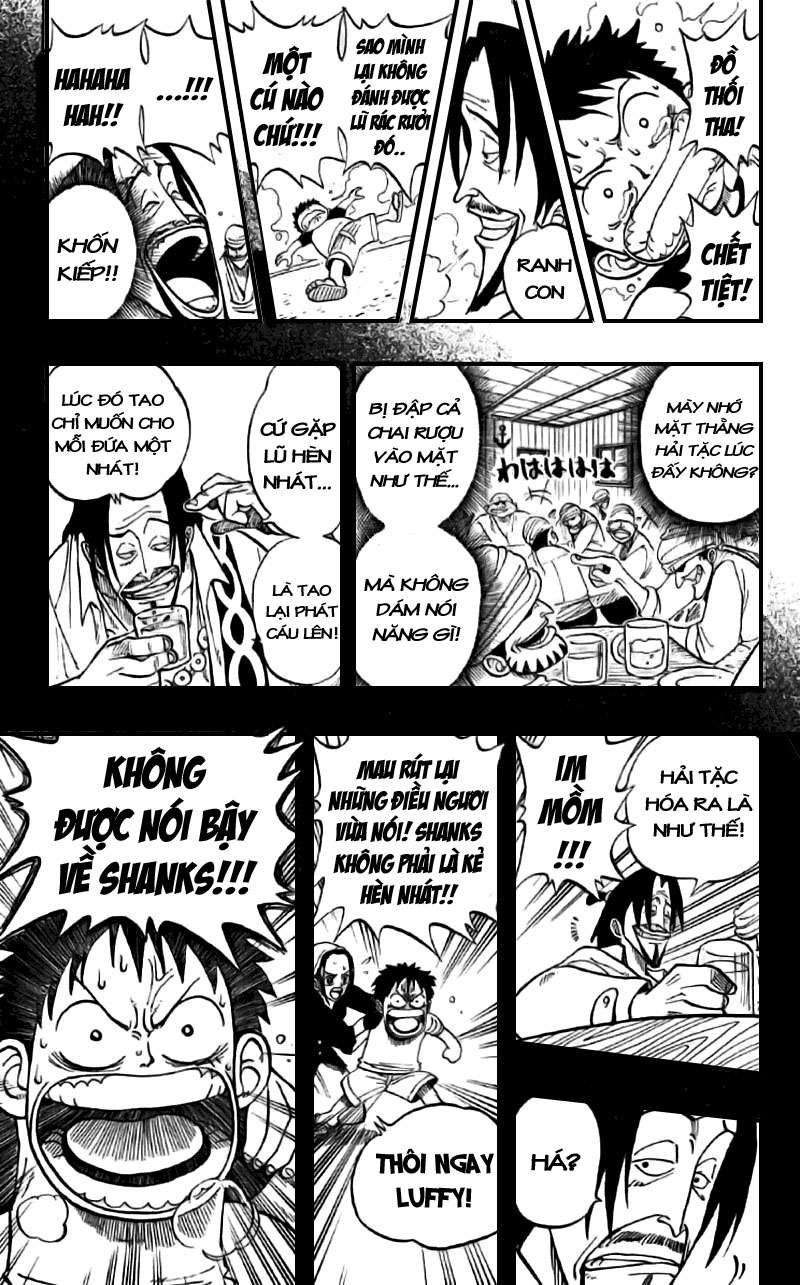 ĐỒ
THỐI
THA!
CHẾT
TIỆT!
RANH
CON
SAO MÌNH
LẠI KHÔNG
ĐÁNH ĐƯỢC
LŨ RÁC RƯỞI
ĐÓ..
MỘT
CÚ NÀO
CHỨ!!!
...!!!
HAHAHA
HAH!!
KHỐN
KIẾP!!
MÀY NHỚ
MẶT THẰNG
HẢI TẶC LÚC
ĐẤY KHÔNG?
わはははは
BỊ ĐẬP CẢ
CHAI RƯỢU
VÀO MẶT
NHƯ THẾ...
MÀ KHÔNG
DÁM NÓI
NĂNG GÌ!
CỨ GẶP
LŨ HÈN
NHÁT...
LÀ TAO
LẠI PHÁT
CÁU LÊN!
LÚC ĐÓ TAO
CHỈ MUỐN CHO
MỖI ĐỨA MỘT
NHÁT!
HẢI TẶC
HÓA RA LÀ
NHƯ THẾ!
IM
MỒM
!!!
HÁ?
MAU RÚT LẠI
NHỮNG ĐIỀU NGƯƠI
VỪA NÓI! SHANKS
KHÔNG PHẢI LÀ KẺ
HÈN NHÁT!!
THÔI NGAY
LUFFY!
KHÔNG
ĐƯỢC NÓI BẬY
VỀ SHANKS!!!